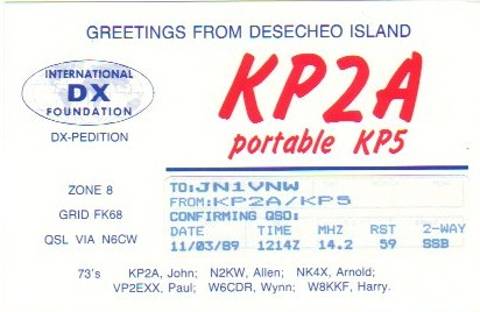 GREETINGS FROM DESECHEO ISLAND
INTERNATIONAL
DX
FOUNDATION
DX-PEDITION
KP2A
portable KP5
ZONE 8
GRID FK68
QSL VIA N6CW
TO:JN1VNW
FROM:KP2A/KP5
CONFIRMING QSO:
DATE TIME MHZ RST 2-WAY
11/03/89 1214Z 14.2 59 SSB
73's KP2A, John; N2KW, Allen; NK4X, Arnold;
VP2EXX, Paul; W6CDR, Wynn; W8KKF, Harry.